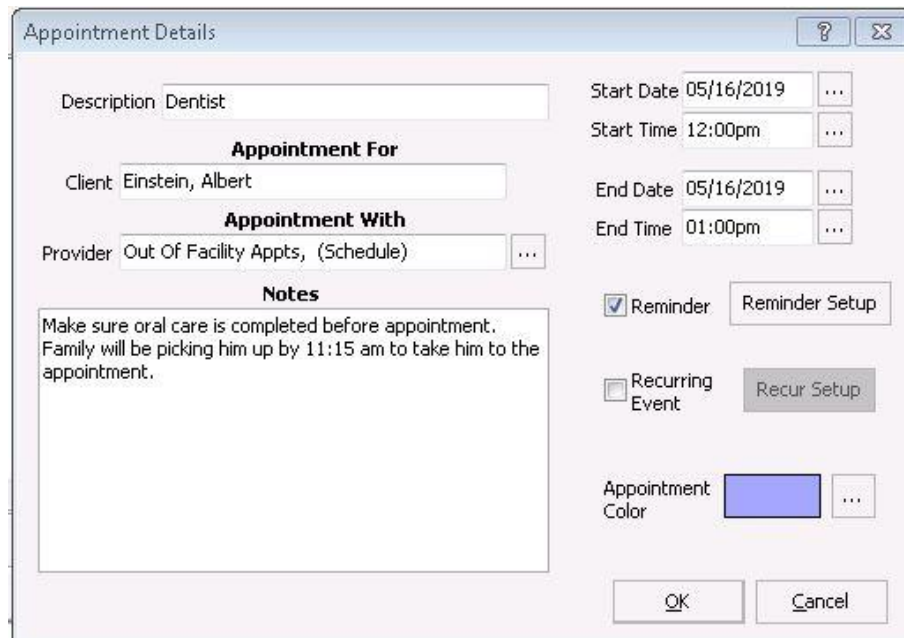 Appointment Details
Description Dentist
Appointment For
Client Einstein, Albert
Appointment With
Provider Out Of Facility Appts, (Schedule) ...
Notes
Make sure oral care is completed before appointment.
Family will be picking him up by 11:15 am to take him to the
appointment.
Start Date 05/16/2019 ...
Start Time 12:00pm ...
End Date 05/16/2019 ...
End Time 01:00pm ...
Reminder Reminder Setup
Recurring
Event
Recur Setup
Appointment
Color
...
OK Cancel